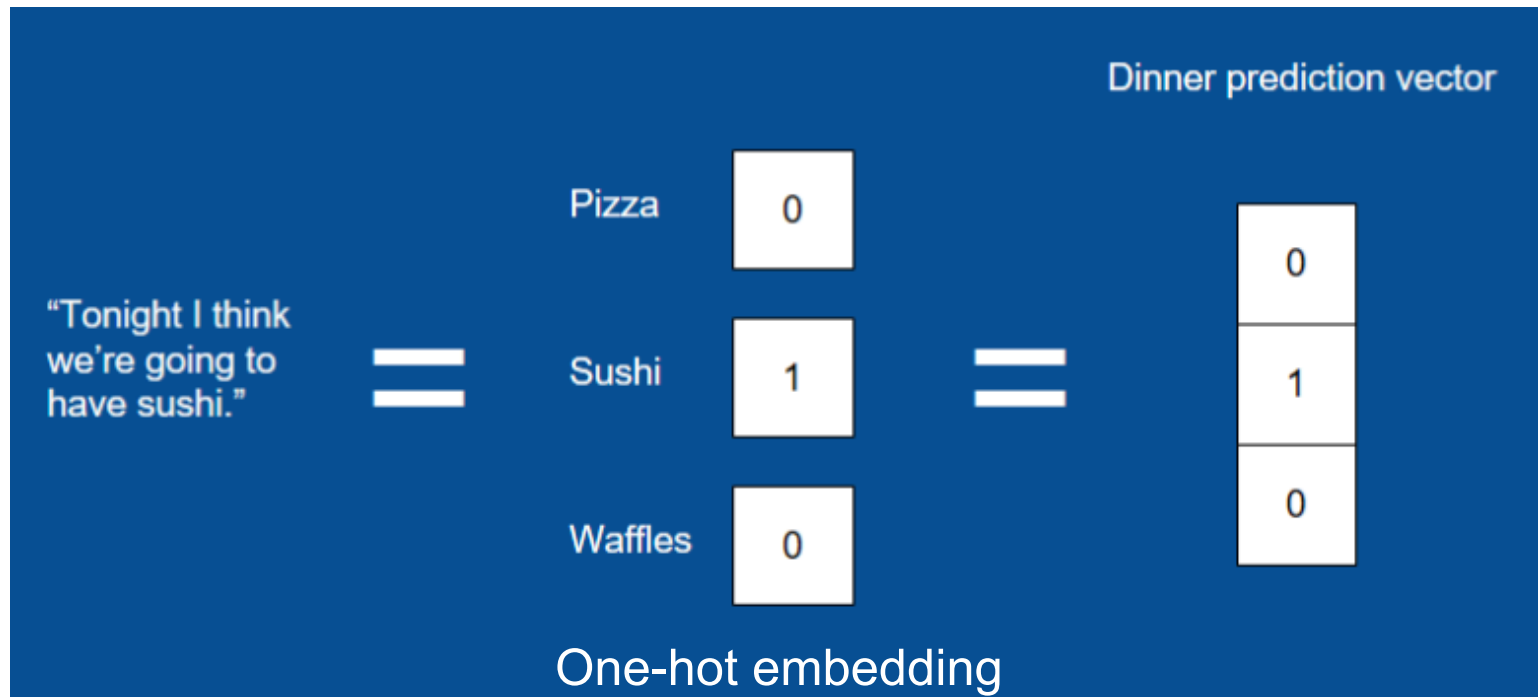 Dinner prediction vector
“Tonight I think
we’re going to
have sushi.”
Pizza
0
Sushi
1
Waffles
0
0
1
0
One-hot embedding